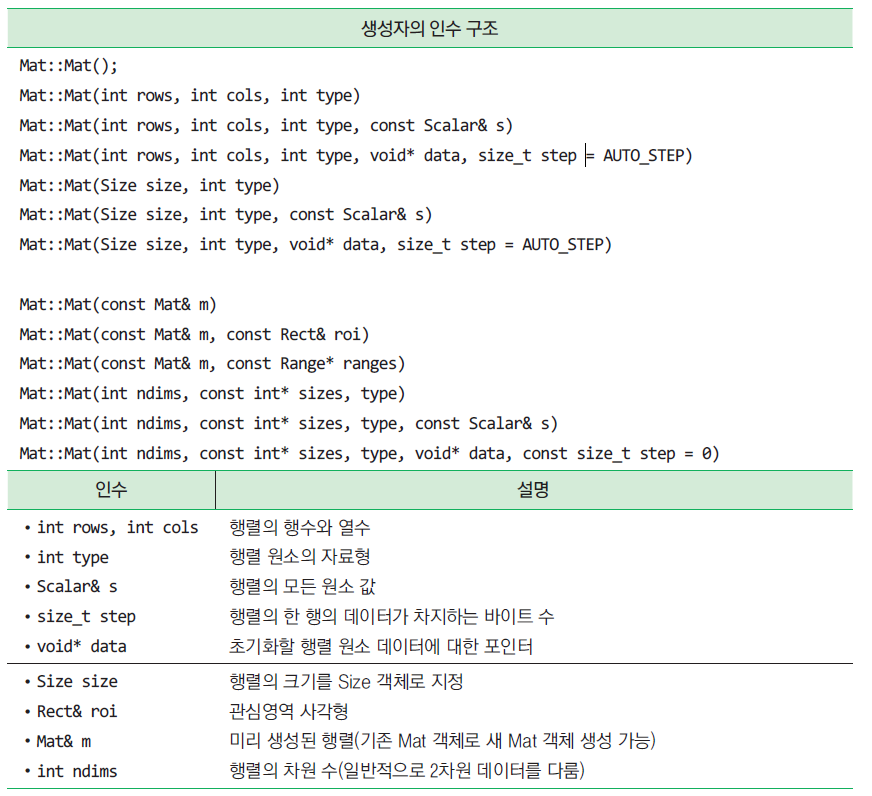 생성자의 인수 구조
Mat::Mat();
Mat::Mat(int rows, int cols, int type)
Mat::Mat(int rows, int cols, int type, const Scalar& s)
Mat::Mat(int rows, int cols, int type, void* data, size_t step = AUTO_STEP)
Mat::Mat(Size size, int type)
Mat::Mat(Size size, int type, const Scalar& s)
Mat::Mat(Size size, int type, void* data, size_t step = AUTO_STEP)
Mat::Mat(const Mat& m)
Mat::Mat(const Mat& m, const Rect& roi)
Mat::Mat(const Mat& m, const Range* ranges)
Mat::Mat(int ndims, const int* sizes, type)
Mat::Mat(int ndims, const int* sizes, type, const Scalar& s)
Mat::Mat(int ndims, const int* sizes, type, void* data, const size_t step = 0)
인수 설명
• int rows, int cols 행렬의 행수와 열수
• int type 행렬 원소의 자료형
• Scalar& s 행렬의 모든 원소 값
• size_t step 행렬의 한 행의 데이터가 차지하는 바이트 수
• void* data 초기화할 행렬 원소 데이터에 대한 포인터
• Size size 행렬의 크기를 Size 객체로 지정
• Rect& roi 관심영역 사각형
• Mat& m 미리 생성된 행렬(기존 Mat 객체로 새 Mat 객체 생성 가능)
• int ndims 행렬의 차원 수(일반적으로 2차원 데이터를 다룸)